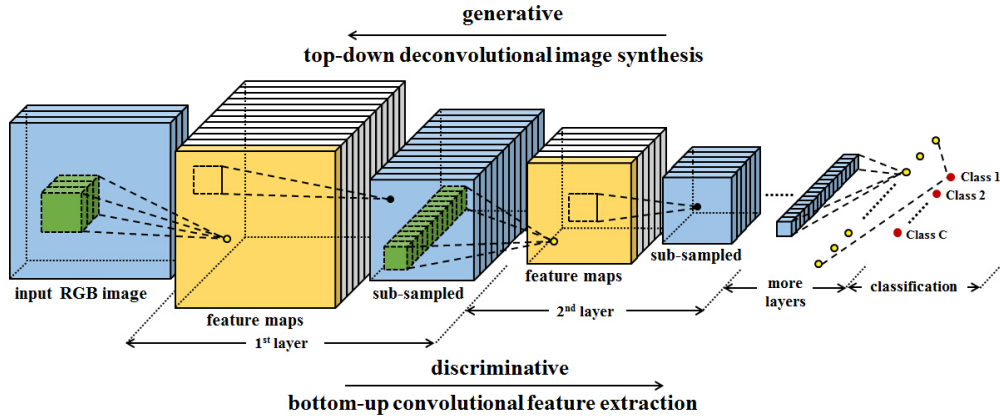 generative
top-down deconvolutional image synthesis
Class 1
Class 2
Class C
input RGB image
feature maps
sub-sampled
feature maps
sub-sampled
more
layers
classification
1st layer
2nd layer
discriminative
bottom-up convolutional feature extraction